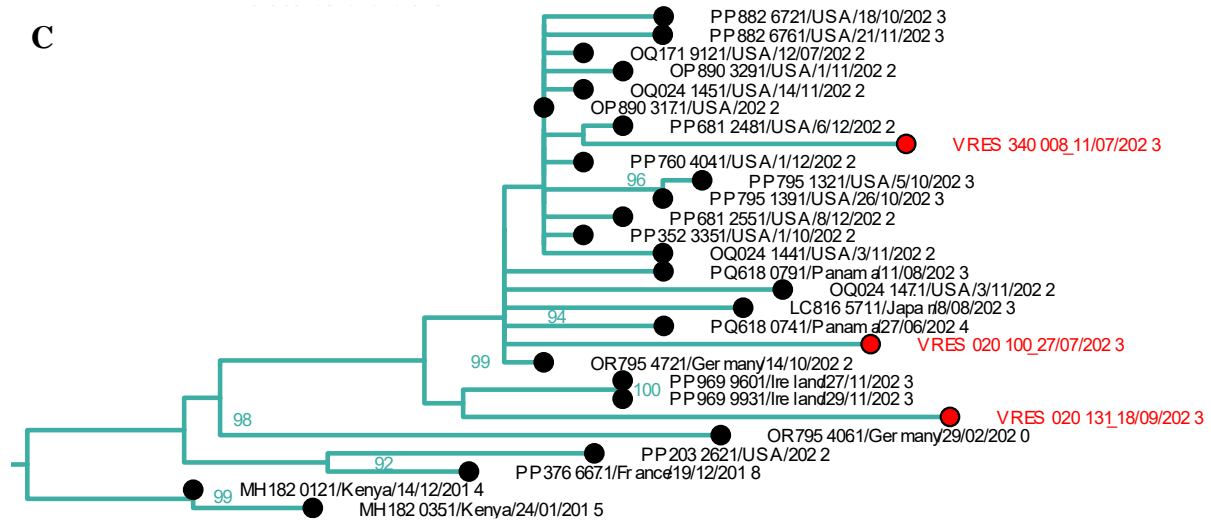 C
PP882 6721/USA/18/10/202 3
PP882 6761/USA/21/11/202 3
OQ171 9121/USA/12/07/202 2
OP890 3291/USA/1/11/202 2
OQ024 1451/USA/14/11/202 2
OP890 317.1/USA/202 2
PP681 2481/USA/6/12/202 2
VRES 340 008_11/07/202 3
PP760 4041/USA/1/12/202 2
96
PP795 1321/USA/5/10/202 3
PP795 1391/USA/26/10/202 3
PP681 2551/USA/8/12/202 2
PP352 3351/USA/1/10/202 2
OQ024 1441/USA/3/11/202 2
PQ618 0791/Panama/11/08/202 3
OQ024 147.1/USA/3/11/202 2
LC816 5711/Japan/8/08/202 3
94
PQ618 0741/Panama/27/06/202 4
VRES 020 100_27/07/202 3
99
OR795 4721/Germany/14/10/202 2
PP969 9601/Ireland/27/11/202 3
100
PP969 9931/Ireland/29/11/202 3
VRES 020 131_18/09/202 3
98
OR795 4061/Germany/29/02/202 0
PP203 2621/USA/202 2
92
PP376 667.1/France/19/12/201 8
MH182 0121/Kenya/14/12/201 4
99
MH182 0351/Kenya/24/01/201 5